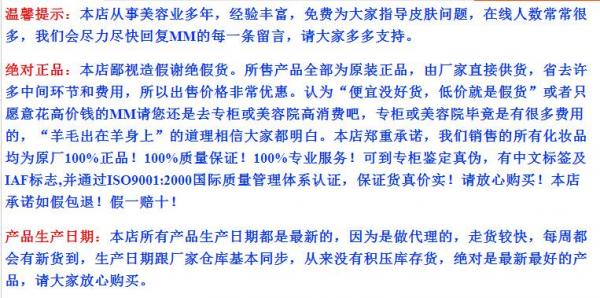 温馨提示：本店从事美容业多年，经验丰富，免费为大家指导皮肤问题，在线人数常常很
多，我们会尽力尽快回复MM的每一条留言，请大家多多支持。
绝对正品：本店鄙视造假谢绝假货。所售产品全部为原装正品，由厂家直接供货，省去许
多中间环节和费用，所以出售价格非常优惠。认为“便宜没好货，低价就是假货”或者只
愿意花高价钱的MM请您还是去专柜或美容院高消费吧，专柜或美容院毕竟是有很多费用
的，“羊毛出在羊身上”的道理相信大家都明白。本店郑重承诺，我们销售的所有化妆品
均为原厂100%正品！100%质量保证！100%专业服务！可到专柜鉴定真伪，有中文标签及
IAF标志,并通过ISO9001:2000国际质量管理体系认证，保证货真价实！请放心购买！本店
承诺如假包退！假一赔十！
产品生产日期：本店所有产品生产日期都是最新的，因为是做代理的，走货较快，每周都
会有新货到，生产日期跟厂家仓库基本同步，从来没有积压库存货，绝对是最新最好的产
品，请大家放心购买。